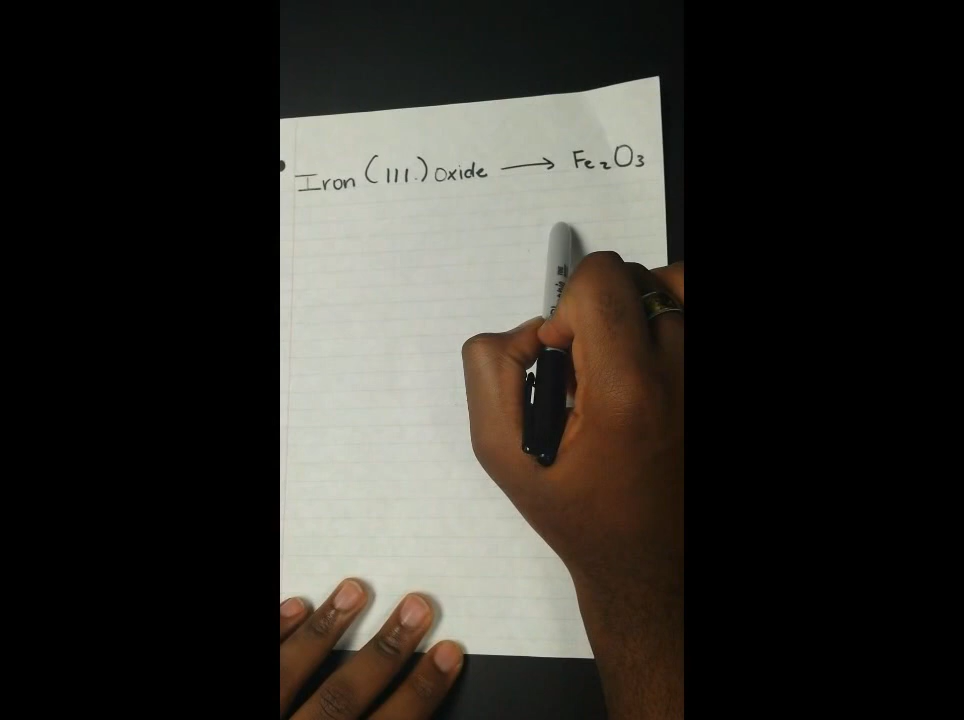 Iron (III.) Oxide ⟶ Fe₂O₃